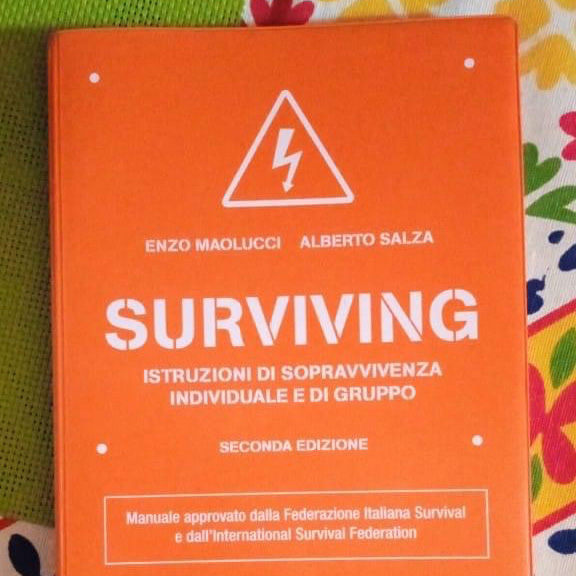 ENZO MAOLUCCI ALBERTO SALZA
SURVIVING
ISTRUZIONI DI SOPRAVVIVENZA
INDIVIDUALE E DI GRUPPO
SECONDA EDIZIONE
Manuale approvato dalla Federazione Italiana Survival
e dall'International Survival Federation